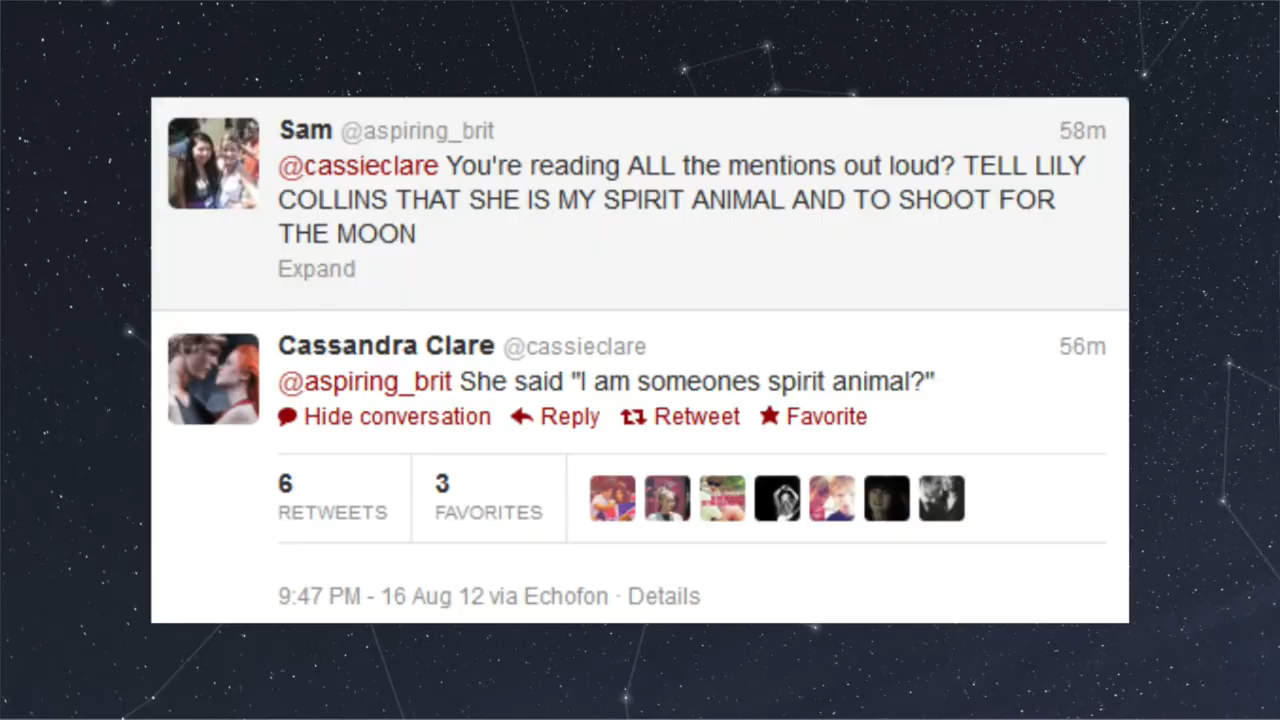 Sam @aspiring_brit 58m
@cassieclare You're reading ALL the mentions out loud? TELL LILY
COLLINS THAT SHE IS MY SPIRIT ANIMAL AND TO SHOOT FOR
THE MOON
Expand
Cassandra Clare @cassieclare 56m
@aspiring_brit She said "I am someones spirit animal?"
Hide conversation Reply Retweet Favorite
6 3
RETWEETS FAVORITES
9:47 PM - 16 Aug 12 via Echofon · Details